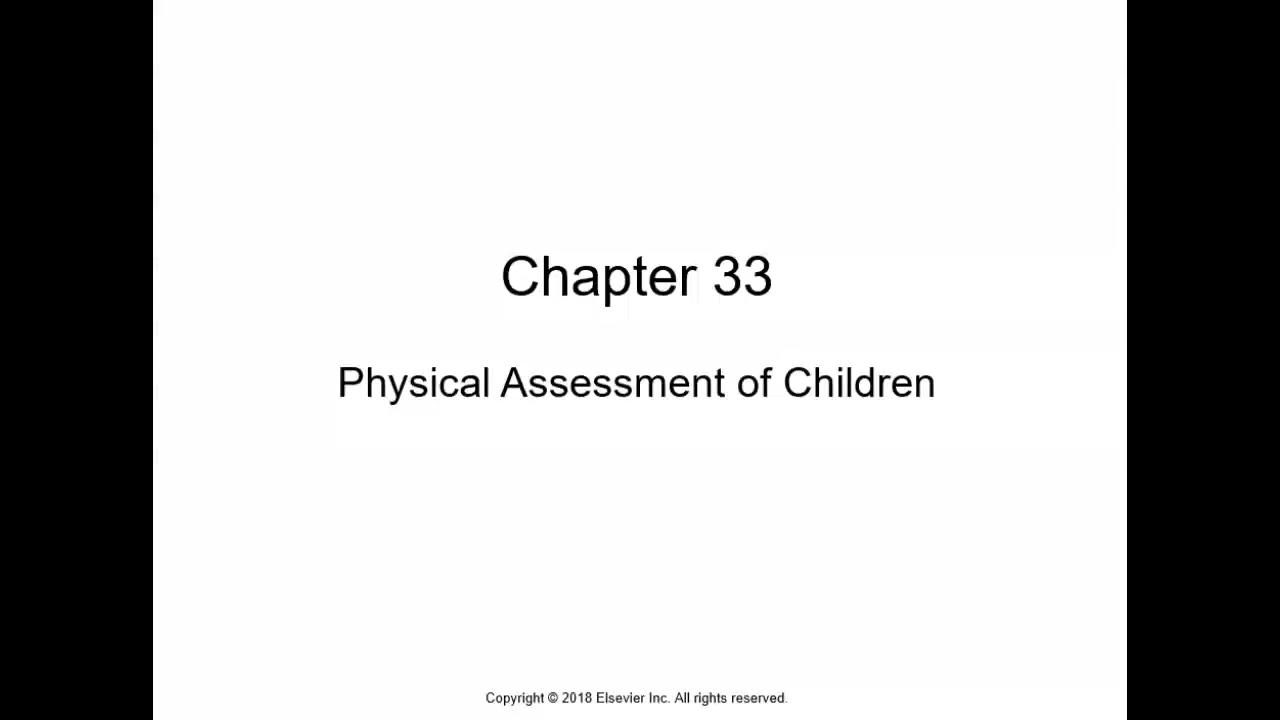 Chapter 33
Physical Assessment of Children
Copyright © 2018 Elsevier Inc. All rights reserved.